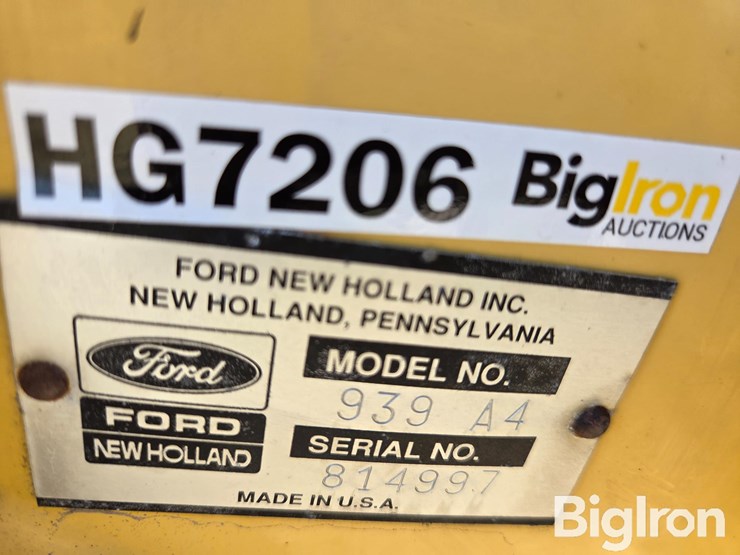 HG7206 BigIron
AUCTIONS
FORD NEW HOLLAND INC.
NEW HOLLAND, PENNSYLVANIA
Ford
FORD
NEW HOLLAND
MODEL NO.
939 A4
SERIAL NO.
814997
MADE IN U.S.A.
BigIron